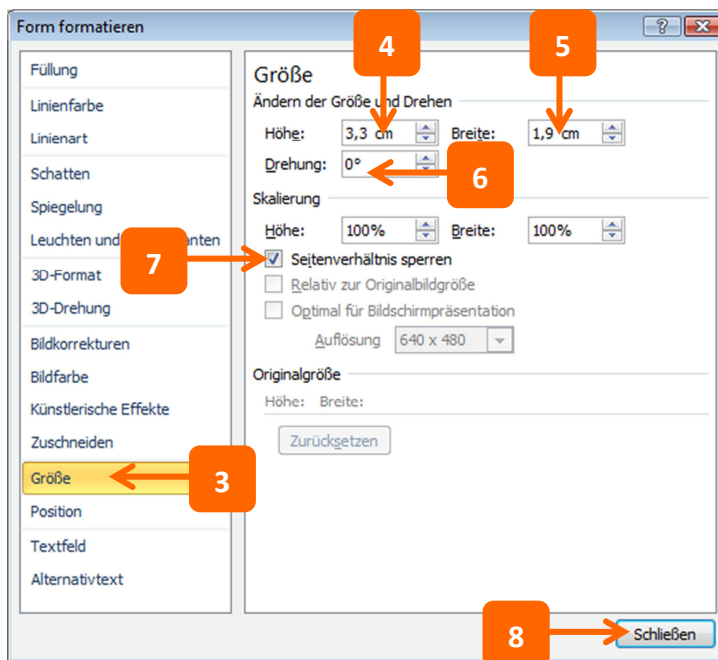 Form formatieren
4
5
Füllung
Linienfarbe
Linienart
Schatten
Spiegelung
Leuchten und anten
3D-Format
3D-Drehung
Bildkorrekturen
Bildfarbe
Künstlerische Effekte
Zuschneiden
Größe
3
Position
Textfeld
Alternativtext
Größe
Ändern der Größe und Drehen
Höhe: 3,3 cm Breite: 1,9 cm
Drehung: 0°
6
Skalierung
Höhe: 100% Breite: 100%
7
Seitenverhältnis sperren
Relativ zur Originalbildgröße
Optimal für Bildschirmpräsentation
Auflösung 640 x 480
Originalgröße
Höhe: Breite:
Zurücksetzen
8
Schließen